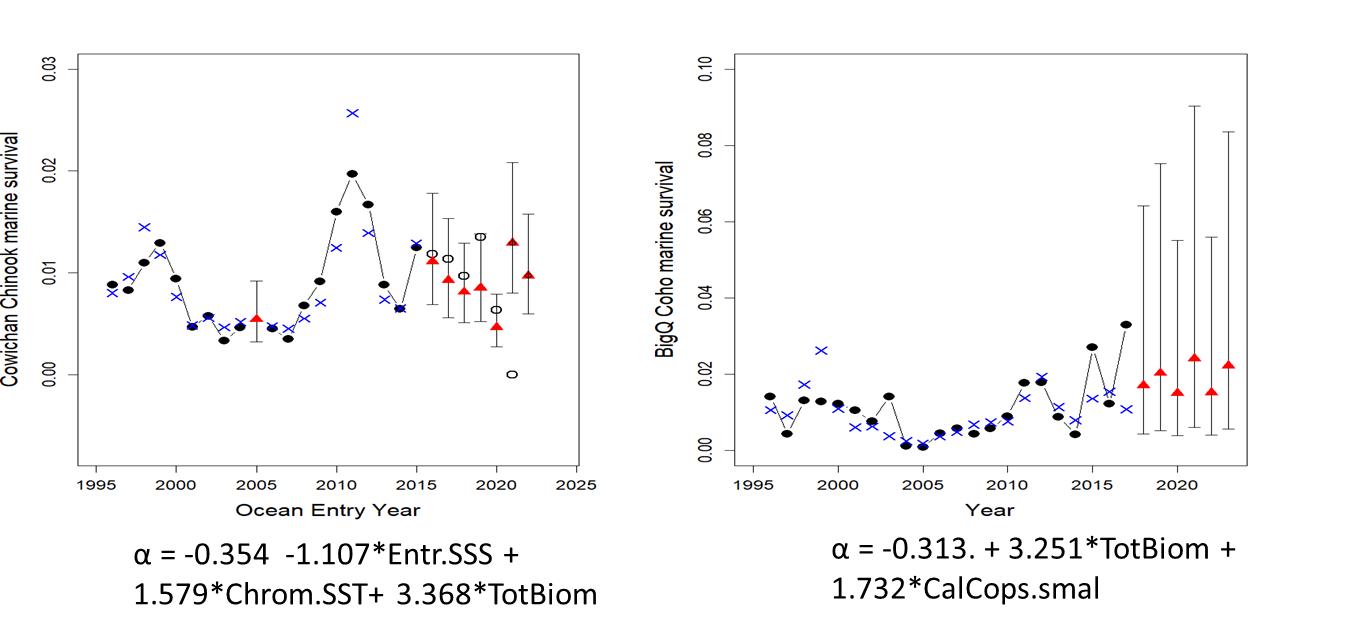 Cowichan Chinook marine survival
0.03
0.02
0.01
0.00
1995 2000 2005 2010 2015 2020 2025
Ocean Entry Year
α = -0.354 -1.107*Entr.SSS +
1.579*Chrom.SST+ 3.368*TotBiom
BigQ Coho marine survival
0.10
0.08
0.06
0.04
0.02
0.00
1995 2000 2005 2010 2015 2020
Year
α = -0.313. + 3.251*TotBiom +
1.732*CalCops.smal